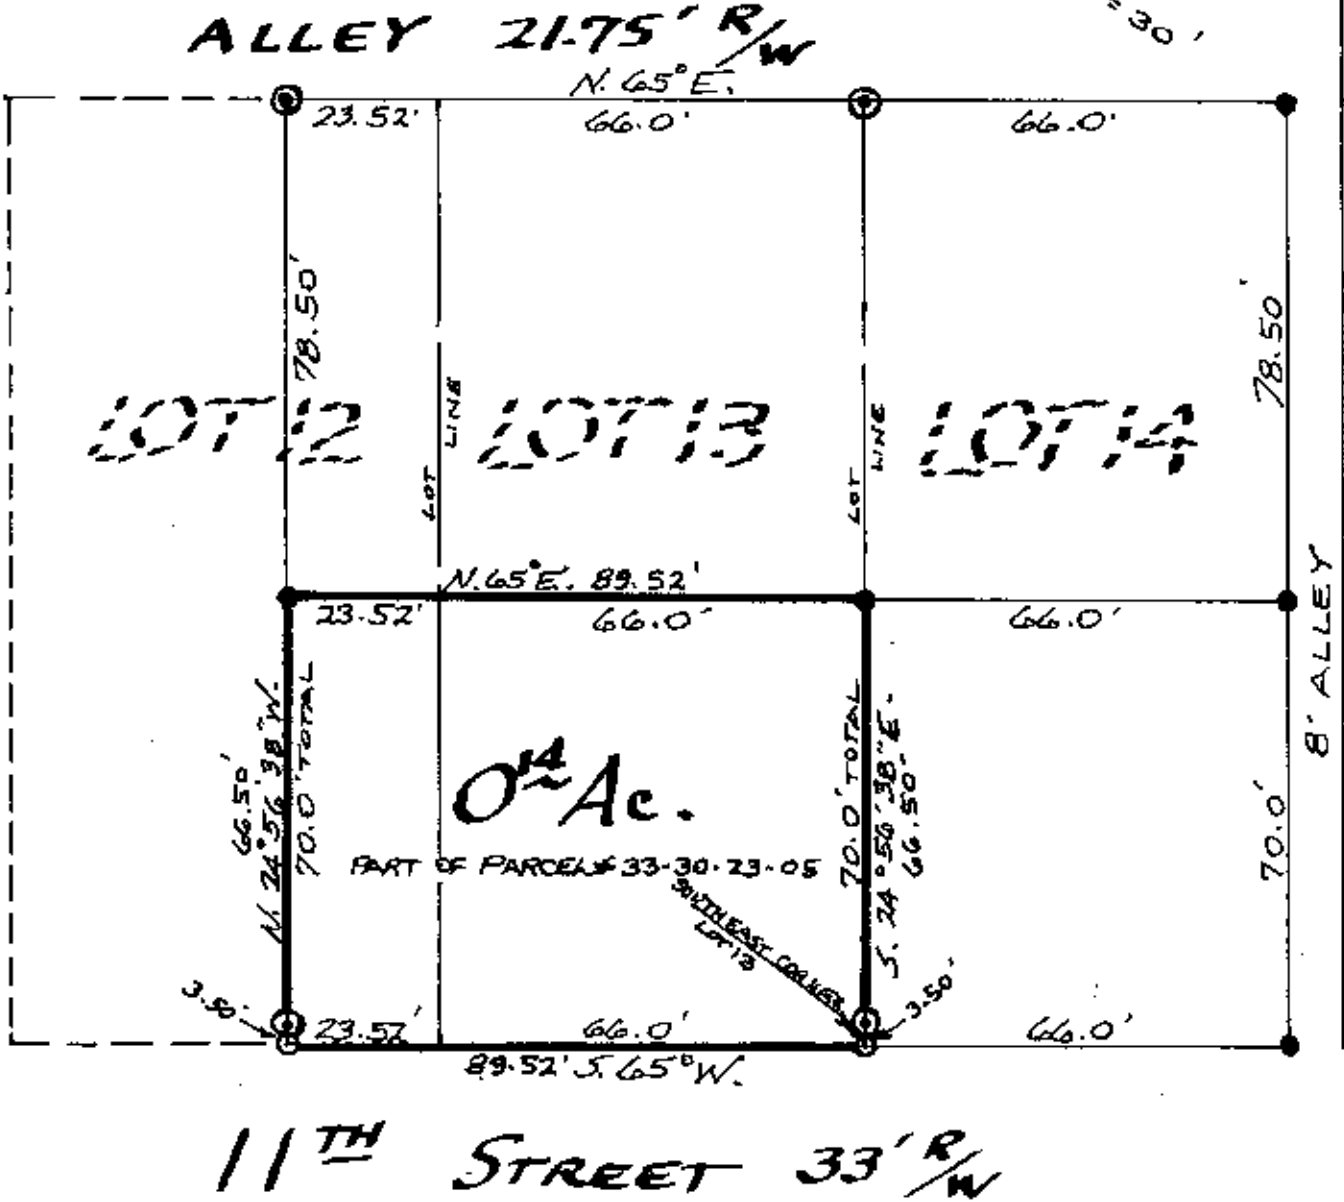 = 30'
ALLEY 21.75' R/W
N. 65° E.
23.52'
66.0'
66.0'
78.50'
78.50'
LOT 12
LOT LINE
LOT 13
LOT LINE
LOT 14
N. 65° E. 89.52'
23.52'
66.0'
66.0'
8' ALLEY
66.50'
N. 24° 56' 38" W.
70.0' TOTAL
0.14 Ac.
70.0' TOTAL
S. 24° 56' 38" E.
66.50'
70.0'
PART OF PARCEL # 33-30-23-05
SOUTHEAST CORNER
LOT 13
3.50'
3.50'
23.52'
66.0'
66.0'
89.52' S. 65° W.
11TH STREET 33' R/W